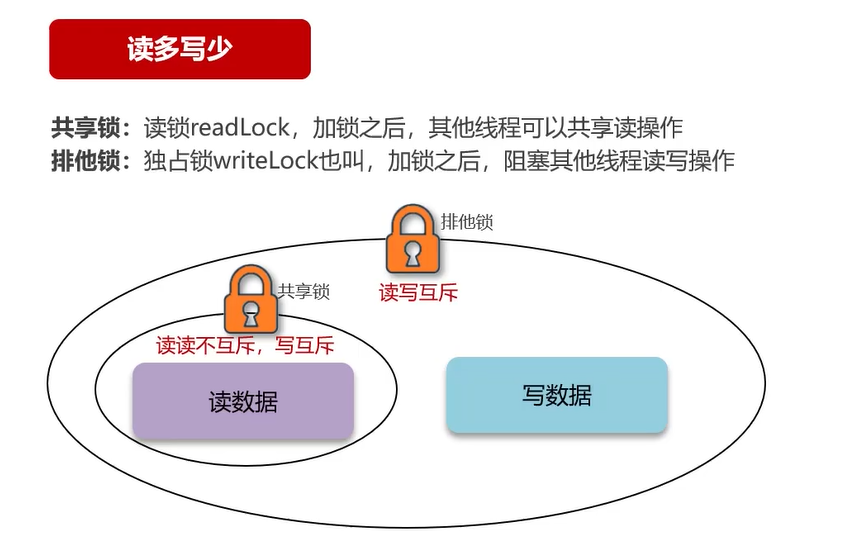 读多写少
共享锁：读锁readLock，加锁之后，其他线程可以共享读操作
排他锁：独占锁writeLock也叫，加锁之后，阻塞其他线程读写操作
排他锁
共享锁
读写互斥
读读不互斥，写互斥
读数据
写数据